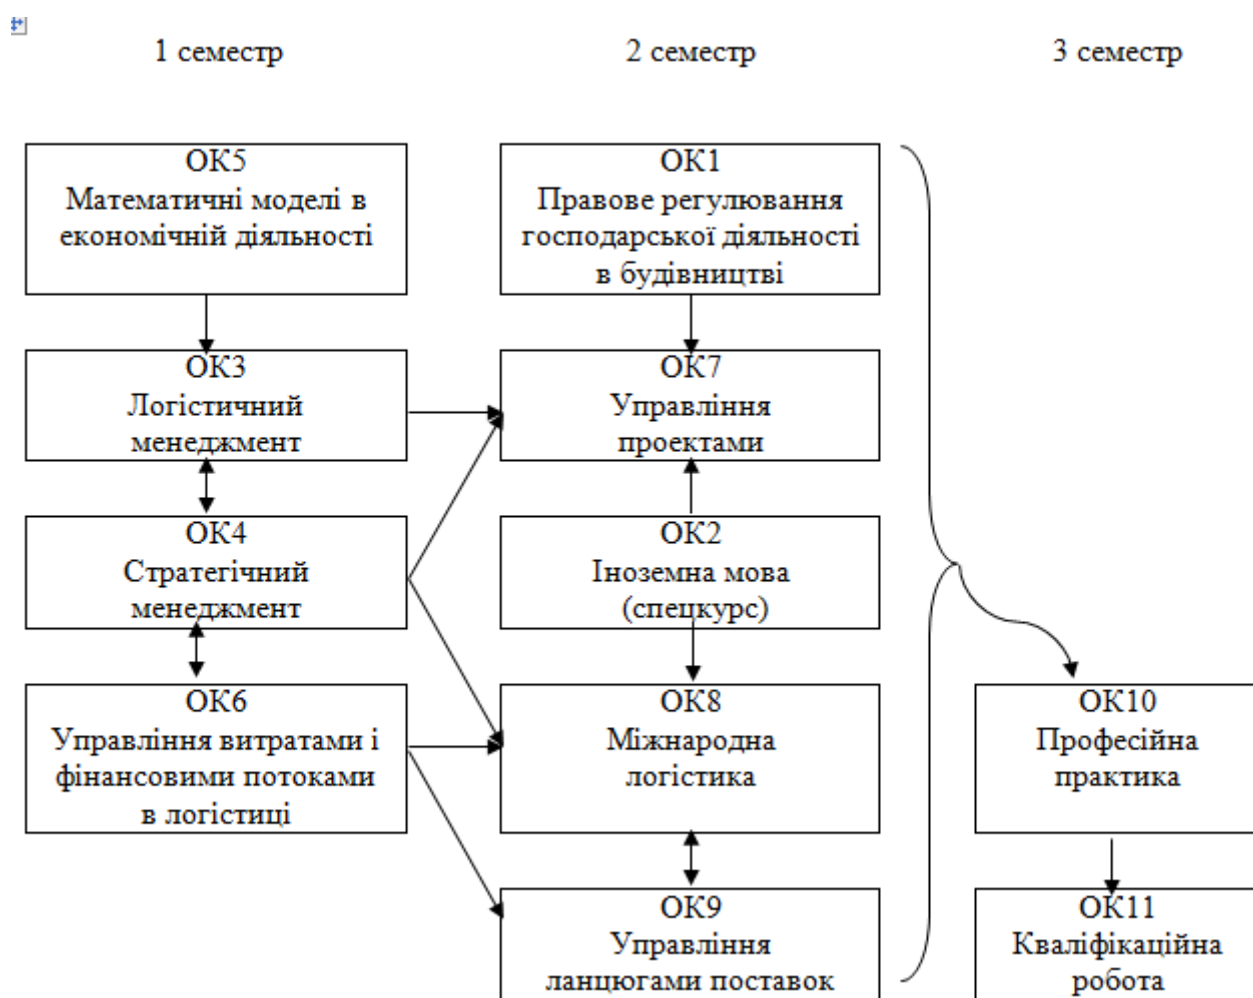 1 семестр
2 семестр
3 семестр
ОК5
Математичні моделі в
економічній діяльності
ОК3
Логістичний
менеджмент
ОК4
Стратегічний
менеджмент
ОК6
Управління витратами і
фінансовими потоками
в логістиці
ОК1
Правове регулювання
господарської діяльності
в будівництві
ОК7
Управління
проектами
ОК2
Іноземна мова
(спецкурс)
ОК8
Міжнародна
логістика
ОК9
Управління
ланцюгами поставок
ОК10
Професійна
практика
ОК11
Кваліфікаційна
робота